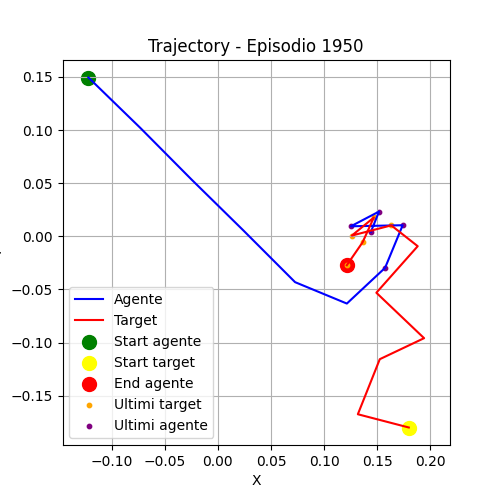 Trajectory - Episodio 1950
0.15
0.10
0.05
0.00
−0.05
−0.10
−0.15
Agente
Target
Start agente
Start target
End agente
Ultimi target
Ultimi agente
−0.10
−0.05
0.00
0.05
0.10
0.15
0.20
X